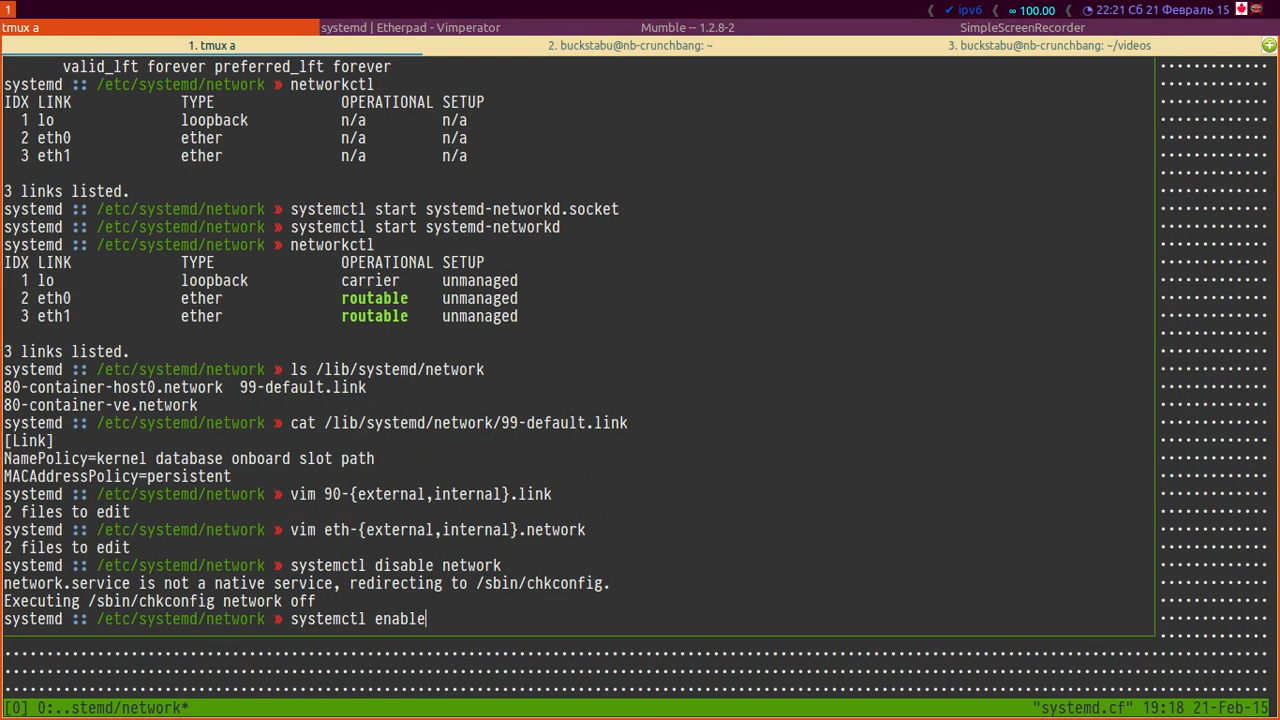 1 ✔ ipv6 ∞ 100.00 22:21 Сб 21 Февраль 15
tmux a systemd | Etherpad - Vimperator Mumble -- 1.2.8-2 SimpleScreenRecorder
1. tmux a 2. buckstabu@nb-crunchbang: ~ 3. buckstabu@nb-crunchbang: ~/videos
valid_lft forever preferred_lft forever
systemd :: /etc/systemd/network » networkctl
IDX LINK TYPE OPERATIONAL SETUP
1 lo loopback n/a n/a
2 eth0 ether n/a n/a
3 eth1 ether n/a n/a
3 links listed.
systemd :: /etc/systemd/network » systemctl start systemd-networkd.socket
systemd :: /etc/systemd/network » systemctl start systemd-networkd
systemd :: /etc/systemd/network » networkctl
IDX LINK TYPE OPERATIONAL SETUP
1 lo loopback carrier unmanaged
2 eth0 ether routable unmanaged
3 eth1 ether routable unmanaged
3 links listed.
systemd :: /etc/systemd/network » ls /lib/systemd/network
80-container-host0.network 99-default.link
80-container-ve.network
systemd :: /etc/systemd/network » cat /lib/systemd/network/99-default.link
[Link]
NamePolicy=kernel database onboard slot path
MACAddressPolicy=persistent
systemd :: /etc/systemd/network » vim 90-{external,internal}.link
2 files to edit
systemd :: /etc/systemd/network » vim eth-{external,internal}.network
2 files to edit
systemd :: /etc/systemd/network » systemctl disable network
network.service is not a native service, redirecting to /sbin/chkconfig.
Executing /sbin/chkconfig network off
systemd :: /etc/systemd/network » systemctl enable
[0] 0:..stemd/network* "systemd.cf" 19:18 21-Feb-15